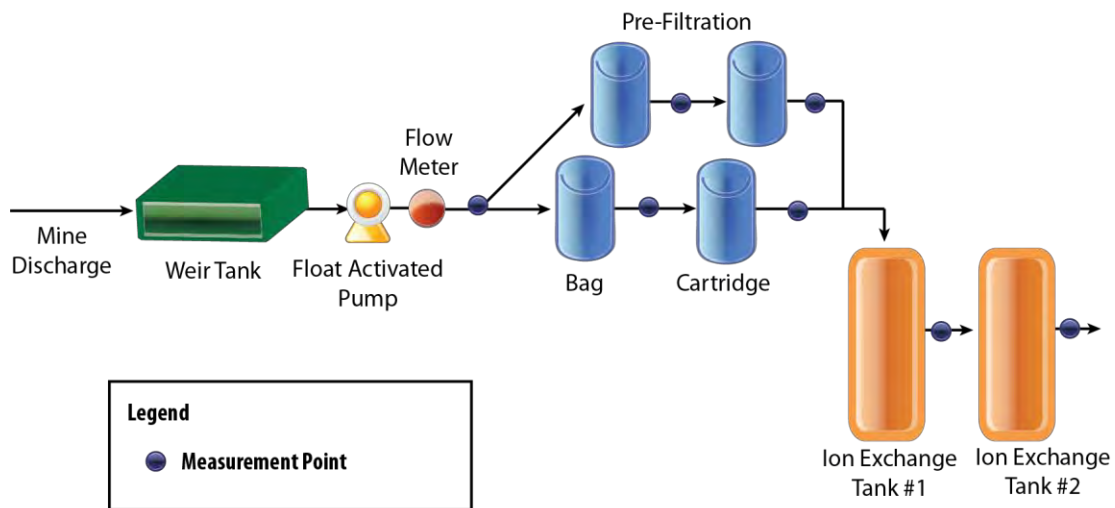 Pre-Filtration
Flow
Meter
Mine
Discharge
Weir Tank
Float Activated
Pump
Bag
Cartridge
Ion Exchange
Tank #1
Ion Exchange
Tank #2
Legend
Measurement Point